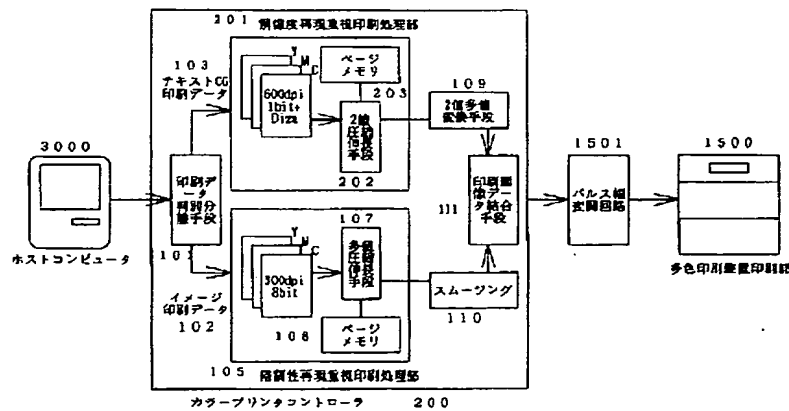 201
解像度再現重視印刷処理部
103
テキストCG
印刷データ
Y
M
C
600dpi
1bit+
Diza
ページ
メモリ
203
2値
圧縮
伸長
手段
202
109
2値多値
変換手段
3000
ホストコンピュータ
印刷データ
判別分
離手段
101
111
印刷画
像データ結合
手段
1501
パルス幅
変調回路
1500
多色印刷装置印刷部
イメージ
印刷データ
102
Y
M
C
300dpi
8bit
106
107
多値
圧縮
伸長
手段
ページ
メモリ
スムージング
110
105
階調性再現重視印刷処理部
カラープリンタコントローラ
200